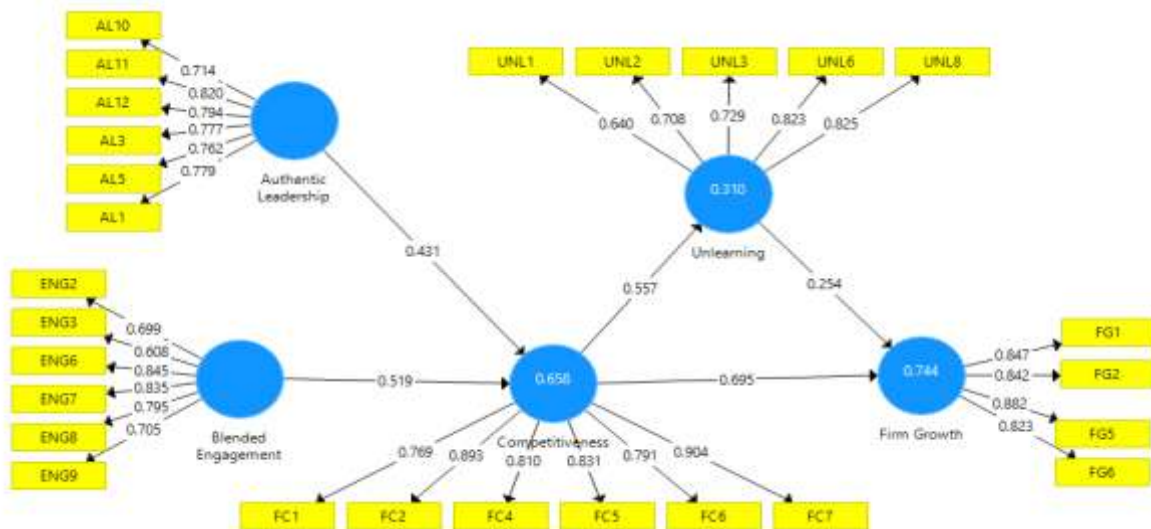 AL10
AL11
AL12
AL3
AL5
AL1
0.714
0.820
0.794
0.777
0.762
0.779
Authantic
Leadership
0.431
UNL1
UNL2
UNL3
UNL6
UNL8
0.640
0.708
0.729
0.823
0.825
0.310
Unlearning
0.557
0.254
ENG2
ENG3
ENG6
ENG7
ENG8
ENG9
0.699
0.608
0.845
0.835
0.795
0.705
Blended
Engagement
0.519
0.658
Competitiveness
0.695
0.744
Firm Growth
0.847
0.842
0.882
0.823
FG1
FG2
FG5
FG6
0.769
0.893
0.810
0.831
0.791
0.904
FC1
FC2
FC4
FC5
FC6
FC7